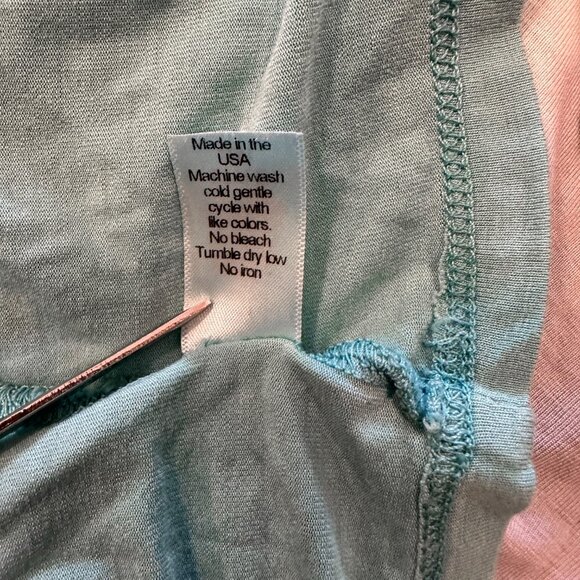 Made in the
USA
Machine wash
cold gentle
cycle with
like colors.
No bleach
Tumble dry low
No iron